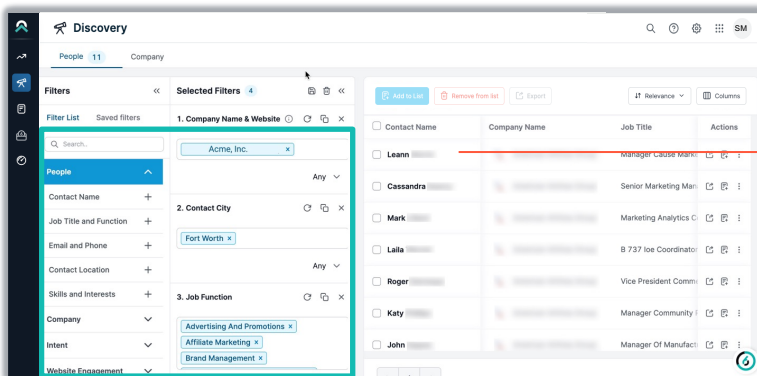 Discovery
SM
People 11 Company
Filters
Filter List Saved filters
Search..
People
Contact Name
Job Title and Function
Email and Phone
Contact Location
Skills and Interests
Company
Intent
Website Engagement
Selected Filters 4
1. Company Name & Website
Acme, Inc. ×
Any
2. Contact City
Fort Worth ×
Any
3. Job Function
Advertising And Promotions ×
Affiliate Marketing ×
Brand Management ×
Add to List Remove from list Export Relevance Columns
Contact Name Company Name Job Title Actions
Leann Manager Cause Marke
Cassandra Senior Marketing Man
Mark Marketing Analytics C
Laila B 737 Ioe Coordinator
Roger Vice President Comm
Katy Manager Community
John Manager Of Manufact